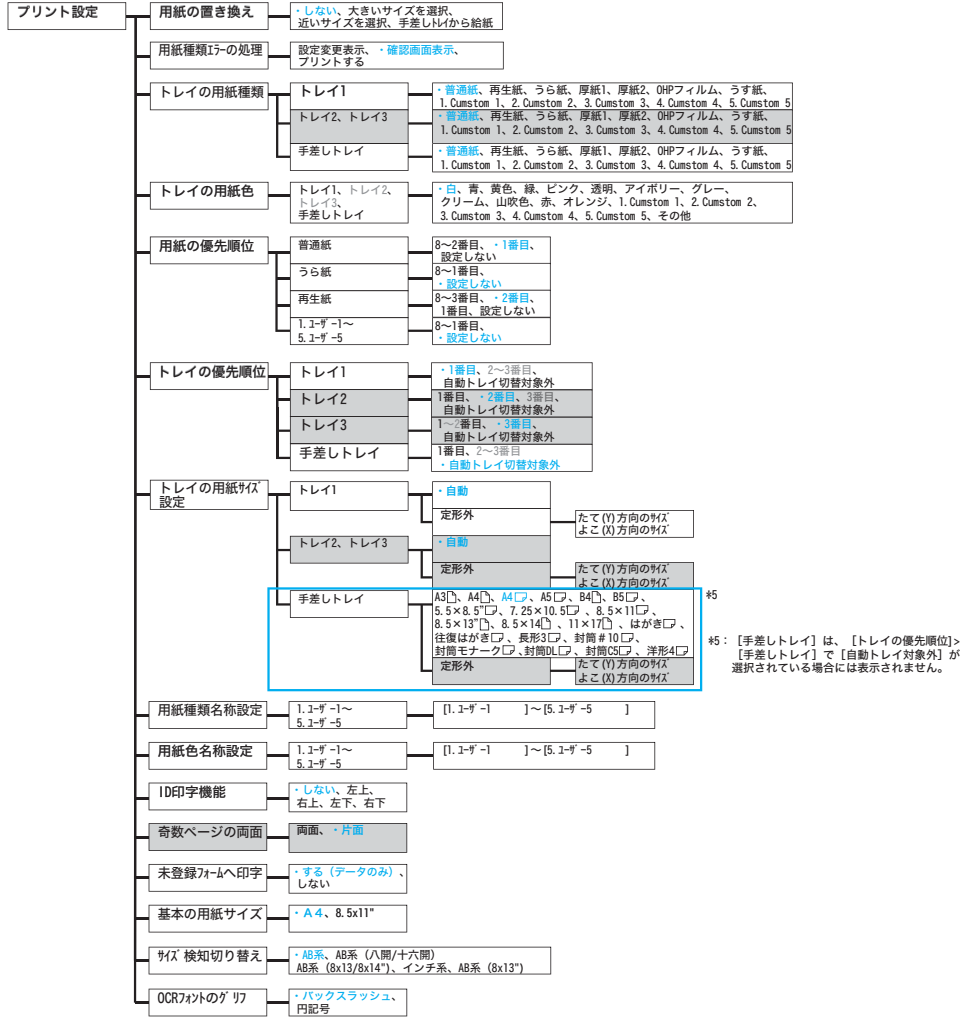 プリント設定
用紙の置き換え
・しない、大きいサイズを選択、
近いサイズを選択、手差しトレイから給紙
用紙種類エラーの処理
設定変更表示、・確認画面表示、
プリントする
トレイの用紙種類
トレイ1
・普通紙、再生紙、うら紙、厚紙1、厚紙2、OHPフィルム、うす紙、
1.Cumstom 1、2.Cumstom 2、3.Cumstom 3、4.Cumstom 4、5.Cumstom 5
トレイ2、トレイ3
・普通紙、再生紙、うら紙、厚紙1、厚紙2、OHPフィルム、うす紙、
1.Cumstom 1、2.Cumstom 2、3.Cumstom 3、4.Cumstom 4、5.Cumstom 5
手差しトレイ
・普通紙、再生紙、うら紙、厚紙1、厚紙2、OHPフィルム、うす紙、
1.Cumstom 1、2.Cumstom 2、3.Cumstom 3、4.Cumstom 4、5.Cumstom 5
トレイの用紙色
トレイ1、トレイ2、
トレイ3、
手差しトレイ
・白、青、黄色、緑、ピンク、透明、アイボリー、グレー、
クリーム、山吹色、赤、オレンジ、1.Cumstom 1、2.Cumstom 2、
3.Cumstom 3、4.Cumstom 4、5.Cumstom 5、その他
用紙の優先順位
普通紙
8～2番目、・1番目、
設定しない
うら紙
8～1番目、
・設定しない
再生紙
8～3番目、・2番目、
1番目、設定しない
1.ユーザー1～
5.ユーザー5
8～1番目、
・設定しない
トレイの優先順位
トレイ1
・1番目、2～3番目、
自動トレイ切替対象外
トレイ2
1番目、・2番目、3番目、
自動トレイ切替対象外
トレイ3
1～2番目、・3番目、
自動トレイ切替対象外
手差しトレイ
1番目、2～3番目
・自動トレイ切替対象外
トレイの用紙サイズ
設定
トレイ1
・自動
定形外
たて(Y)方向のサイズ
よこ(X)方向のサイズ
トレイ2、トレイ3
・自動
定形外
たて(Y)方向のサイズ
よこ(X)方向のサイズ
手差しトレイ
A3、A4、A4、A5、B4、B5、
5.5×8.5"、7.25×10.5、8.5×11、
8.5×13"、8.5×14、11×17、はがき、
往復はがき、長形3、封筒＃10、
封筒モナーク、封筒DL、封筒C5、洋形4
定形外
たて(Y)方向のサイズ
よこ(X)方向のサイズ
*5
*5：［手差しトレイ］は、［トレイの優先順位]>
［手差しトレイ］で［自動トレイ対象外］が
選択されている場合には表示されません。
用紙種類名称設定
1.ユーザー1～
5.ユーザー5
[1.ユーザー1 ]～[5.ユーザー5 ]
用紙色名称設定
1.ユーザー1～
5.ユーザー5
[1.ユーザー1 ]～[5.ユーザー5 ]
ID印字機能
・しない、左上、
右上、左下、右下
奇数ページの両面
両面、・片面
未登録フォームへ印字
・する（データのみ）、
しない
基本の用紙サイズ
・A4、8.5x11"
サイズ検知切り替え
・AB系、AB系（八開/十六開）
AB系（8x13/8x14"）、インチ系、AB系（8x13"）
OCRフォントのグリフ
・バックスラッシュ、
円記号